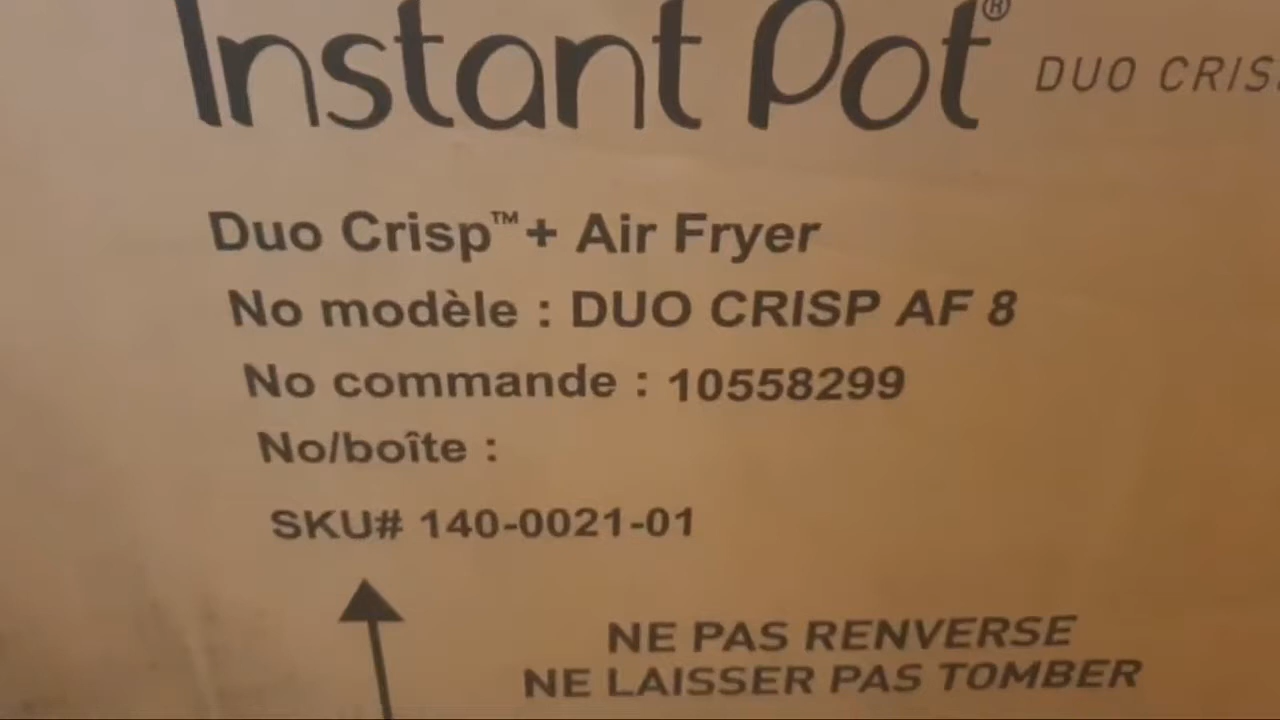 Instant Pot® DUO CRIS
Duo Crisp™ + Air Fryer
No modèle : DUO CRISP AF 8
No commande : 10558299
No/boîte :
SKU# 140-0021-01
NE PAS RENVERSE
NE LAISSER PAS TOMBER